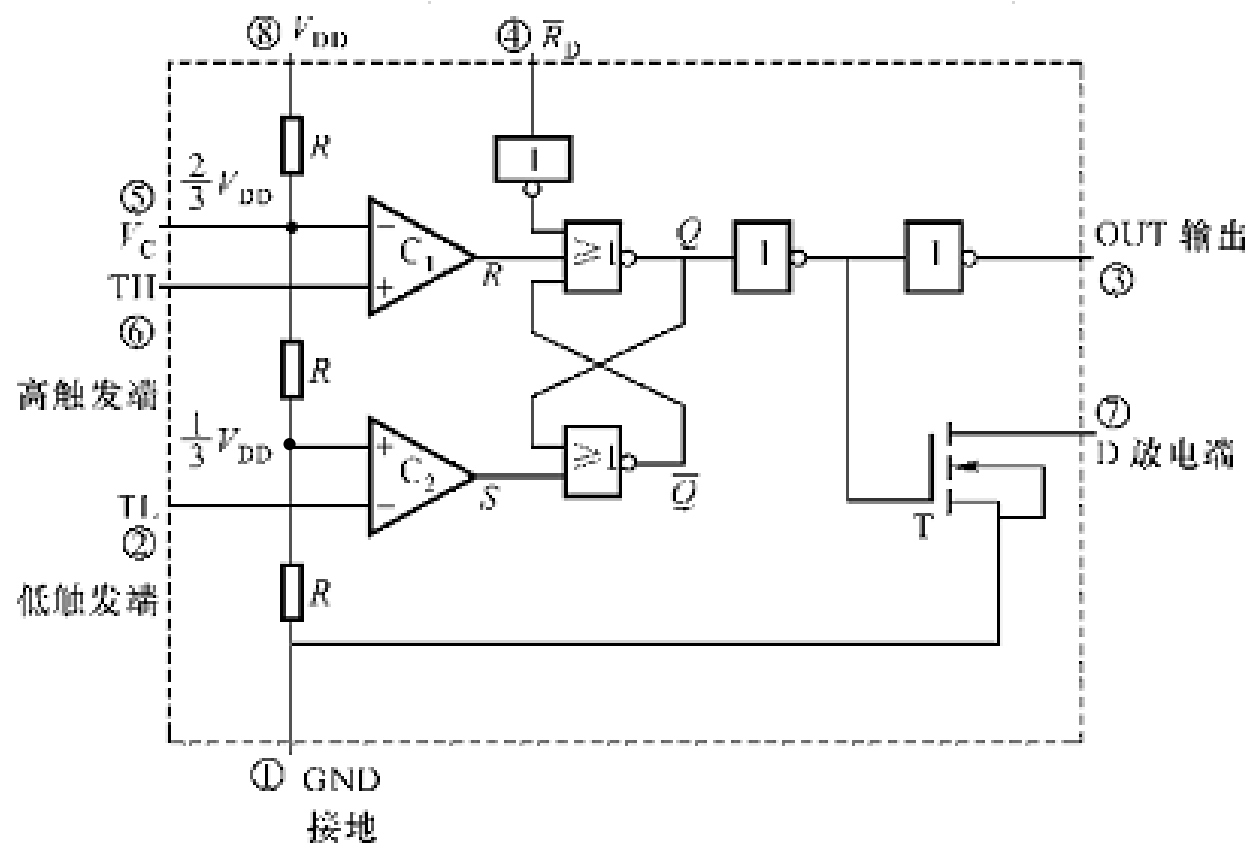 ⑧ V_DD
④ R̅_D
R
1
2/3 V_DD
⑤
V_C
− C₁ +
R
≥1
Q
1
1
OUT 输出
③
TH
⑥
高触发端
R
1/3 V_DD
+ C₂ −
S
≥1
Q̅
⑦
D 放电端
T
TL
②
低触发端
R
① GND
接地